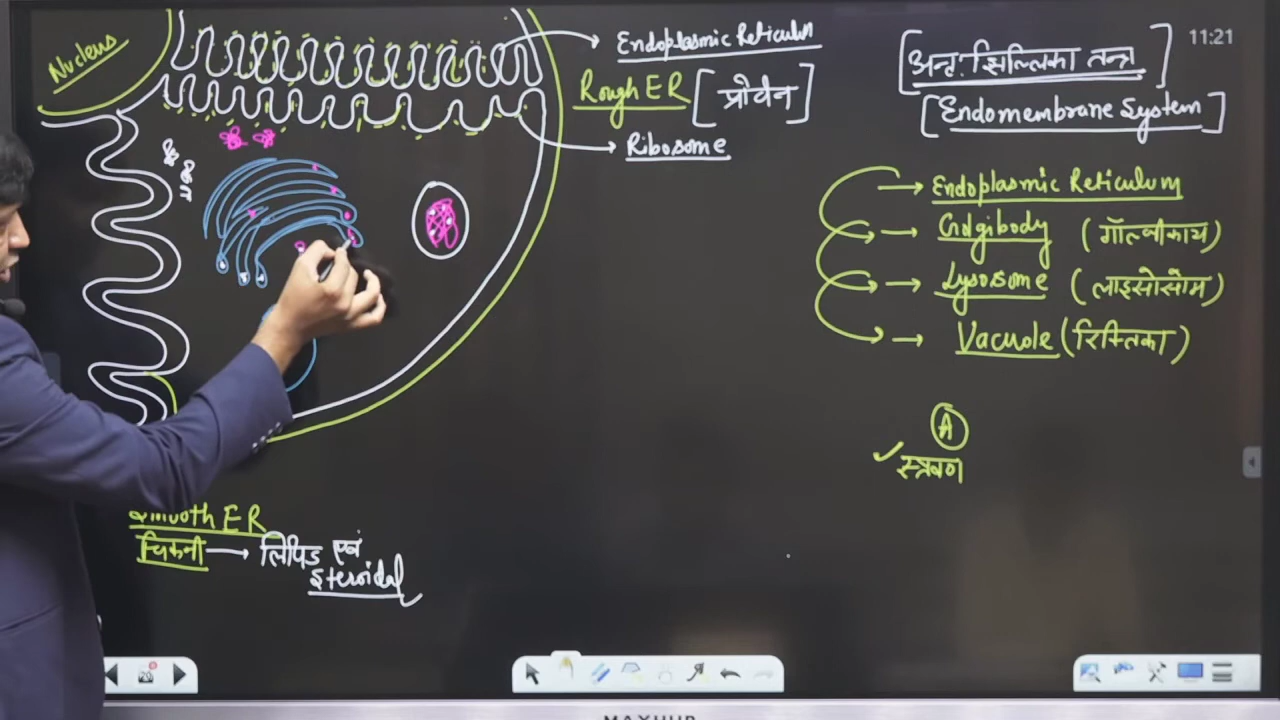 Nucleus
Endoplasmic Reticulum
Rough ER [प्रोटीन]
Ribosome
11:21
[अन्तः झिल्लिका तन्त्र]
[Endomembrane System]
→ Endoplasmic Reticulum
→ Golgibody (गॉल्जीकाय)
→ Lysosome (लाइसोसोम)
→ Vacuole (रिक्तिका)
A
✓ स्त्रवण
Smooth ER
चिकनी → लिपिड एवं
Steroidal